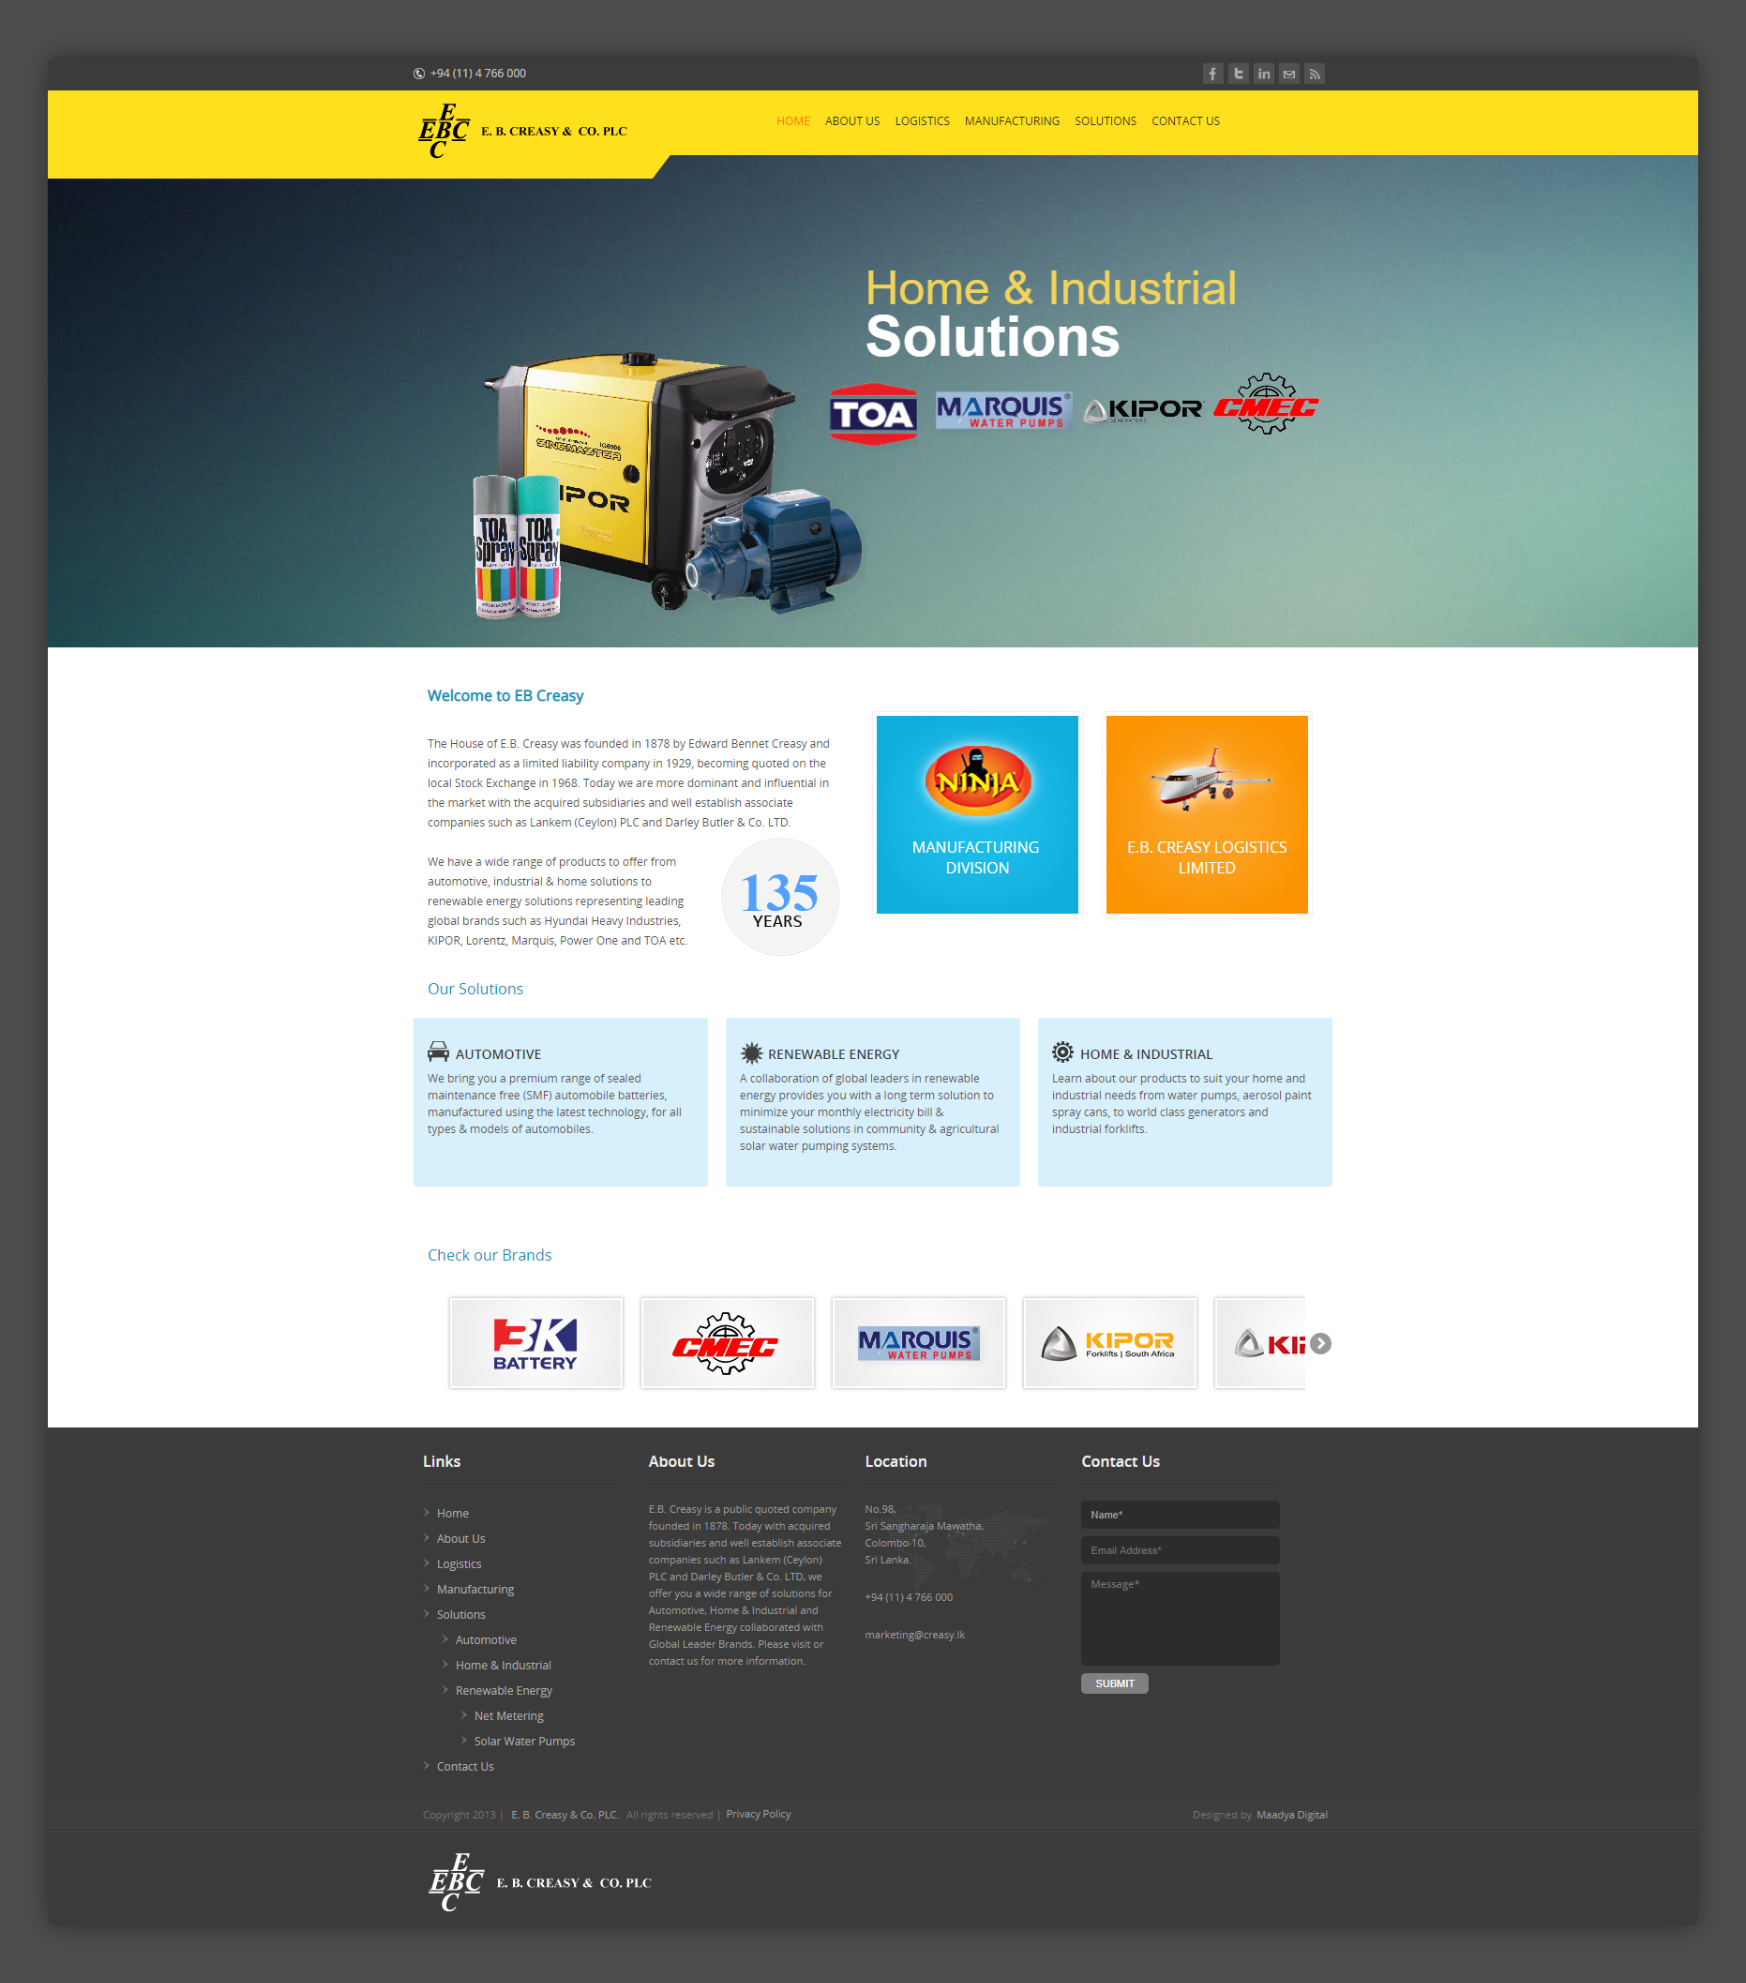 +94 (11) 4 766 000
E
EBC
C
E. B. CREASY & CO. PLC
HOME ABOUT US LOGISTICS MANUFACTURING SOLUTIONS CONTACT US
Home & Industrial
Solutions
TOA
MARQUIS®
WATER PUMPS
KIPOR
GENERATORS
CMEC
SINEMASTER
IG6000
KIPOR
TOA
Spray
TOA
Spray
Welcome to EB Creasy
The House of E.B. Creasy was founded in 1878 by Edward Bennet Creasy and
incorporated as a limited liability company in 1929, becoming quoted on the
local Stock Exchange in 1968. Today we are more dominant and influential in
the market with the acquired subsidiaries and well establish associate
companies such as Lankem (Ceylon) PLC and Darley Butler & Co. LTD.
We have a wide range of products to offer from
automotive, industrial & home solutions to
renewable energy solutions representing leading
global brands such as Hyundai Heavy Industries,
KIPOR, Lorentz, Marquis, Power One and TOA etc.
135
YEARS
NINJA
MANUFACTURING
DIVISION
E.B. CREASY LOGISTICS
LIMITED
Our Solutions
AUTOMOTIVE
We bring you a premium range of sealed
maintenance free (SMF) automobile batteries,
manufactured using the latest technology, for all
types & models of automobiles.
RENEWABLE ENERGY
A collaboration of global leaders in renewable
energy provides you with a long term solution to
minimize your monthly electricity bill &
sustainable solutions in community & agricultural
solar water pumping systems.
HOME & INDUSTRIAL
Learn about our products to suit your home and
industrial needs from water pumps, aerosol paint
spray cans, to world class generators and
industrial forklifts.
Check our Brands
3K
BATTERY
CMEC
MARQUIS®
WATER PUMPS
KIPOR
Forklifts | South Africa
Kli
Links
Home
About Us
Logistics
Manufacturing
Solutions
Automotive
Home & Industrial
Renewable Energy
Net Metering
Solar Water Pumps
Contact Us
About Us
E.B. Creasy is a public quoted company
founded in 1878. Today with acquired
subsidiaries and well establish associate
companies such as Lankem (Ceylon)
PLC and Darley Butler & Co. LTD, we
offer you a wide range of solutions for
Automotive, Home & Industrial and
Renewable Energy collaborated with
Global Leader Brands. Please visit or
contact us for more information.
Location
No.98,
Sri Sangharaja Mawatha,
Colombo 10,
Sri Lanka.
+94 (11) 4 766 000
marketing@creasy.lk
Contact Us
Name*
Email Address*
Message*
SUBMIT
Copyright 2013 | E. B. Creasy & Co. PLC. All rights reserved | Privacy Policy
Designed by Maadya Digital
E
EBC
C
E. B. CREASY & CO. PLC